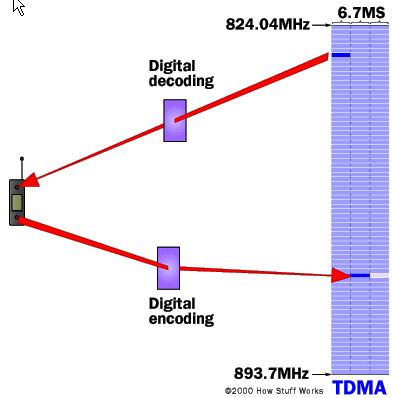 6.7MS
824.04MHz
Digital
decoding
Digital
encoding
893.7MHz
©2000 How Stuff Works
TDMA